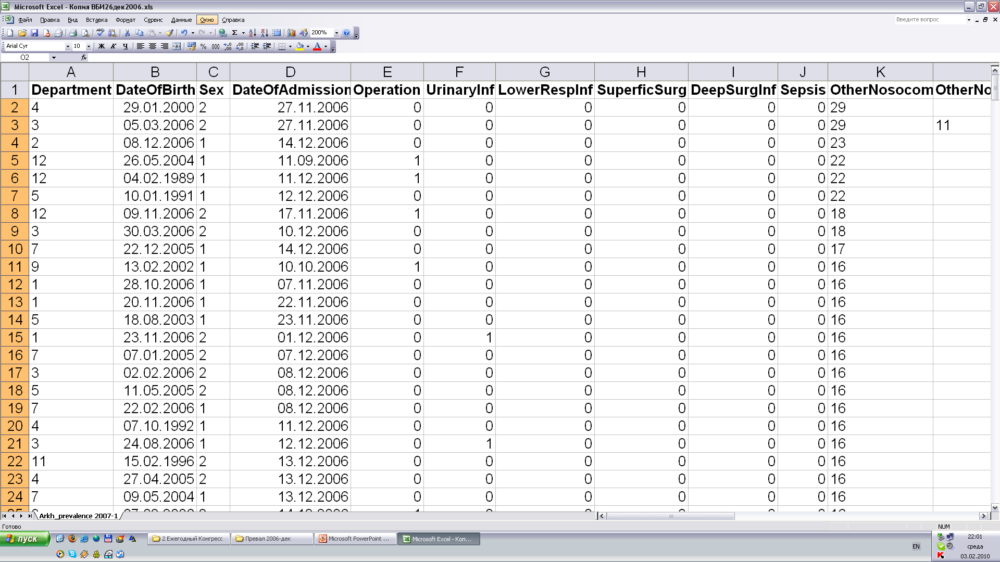 Microsoft Excel - Копия ВБИ26дек2006.xls
Файл Правка Вид Вставка Формат Сервис Данные Окно Справка Введите вопрос
Σ 200%
Arial Cyr 10 Ж К Ч % 000
O2 fx
A B C D E F G H I J K
1 Department DateOfBirth Sex DateOfAdmission Operation UrinaryInf LowerRespInf SuperficSurg DeepSurgInf Sepsis OtherNosocom OtherNo
2 4 29.01.2000 2 27.11.2006 0 0 0 0 0 0 29
3 3 05.03.2006 2 27.11.2006 0 0 0 0 0 0 29 11
4 2 08.12.2006 1 14.12.2006 0 0 0 0 0 0 23
5 12 26.05.2004 1 11.09.2006 1 0 0 0 0 0 22
6 12 04.02.1989 1 11.12.2006 1 0 0 0 0 0 22
7 5 10.01.1991 1 12.12.2006 0 0 0 0 0 0 22
8 12 09.11.2006 2 17.11.2006 1 0 0 0 0 0 18
9 3 30.03.2006 2 10.12.2006 0 0 0 0 0 0 18
10 7 22.12.2005 1 14.12.2006 0 0 0 0 0 0 17
11 9 13.02.2002 1 10.10.2006 1 0 0 0 0 0 16
12 1 28.10.2006 1 07.11.2006 0 0 0 0 0 0 16
13 1 20.11.2006 1 22.11.2006 0 0 0 0 0 0 16
14 5 18.08.2003 1 23.11.2006 0 0 0 0 0 0 16
15 1 23.11.2006 2 01.12.2006 0 1 0 0 0 0 16
16 7 07.01.2005 2 07.12.2006 0 0 0 0 0 0 16
17 3 02.02.2006 2 08.12.2006 0 0 0 0 0 0 16
18 5 11.05.2005 2 08.12.2006 0 0 0 0 0 0 16
19 7 22.02.2006 1 08.12.2006 0 0 0 0 0 0 16
20 4 07.10.1992 1 11.12.2006 0 0 0 0 0 0 16
21 3 24.08.2006 1 12.12.2006 0 1 0 0 0 0 16
22 11 15.02.1996 2 13.12.2006 0 0 0 0 0 0 16
23 4 27.04.2005 2 13.12.2006 0 0 0 0 0 0 16
24 7 09.05.2004 1 13.12.2006 0 0 0 0 0 0 16
Arkh_prevalence 2007-1
Готово NUM
пуск 2 Ежегодный Конгресс Превал 2006-дек Microsoft PowerPoint ... Microsoft Excel - Коп... 22:01
EN среда
03.02.2010